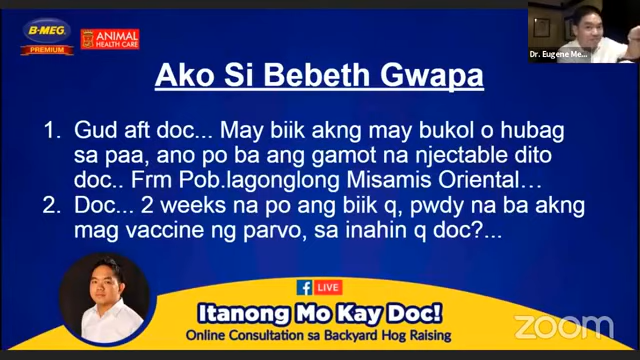 B-MEG
PREMIUM
ANIMAL
HEALTH CARE
Dr. Eugene Me...
Ako Si Bebeth Gwapa
1. Gud aft doc... May biik akng may bukol o hubag
sa paa, ano po ba ang gamot na njectable dito
doc.. Frm Pob.lagonglong Misamis Oriental…
2. Doc... 2 weeks na po ang biik q, pwdy na ba akng
mag vaccine ng parvo, sa inahin q doc?...
f LIVE
Itanong Mo Kay Doc!
Online Consultation sa Backyard Hog Raising
zoom